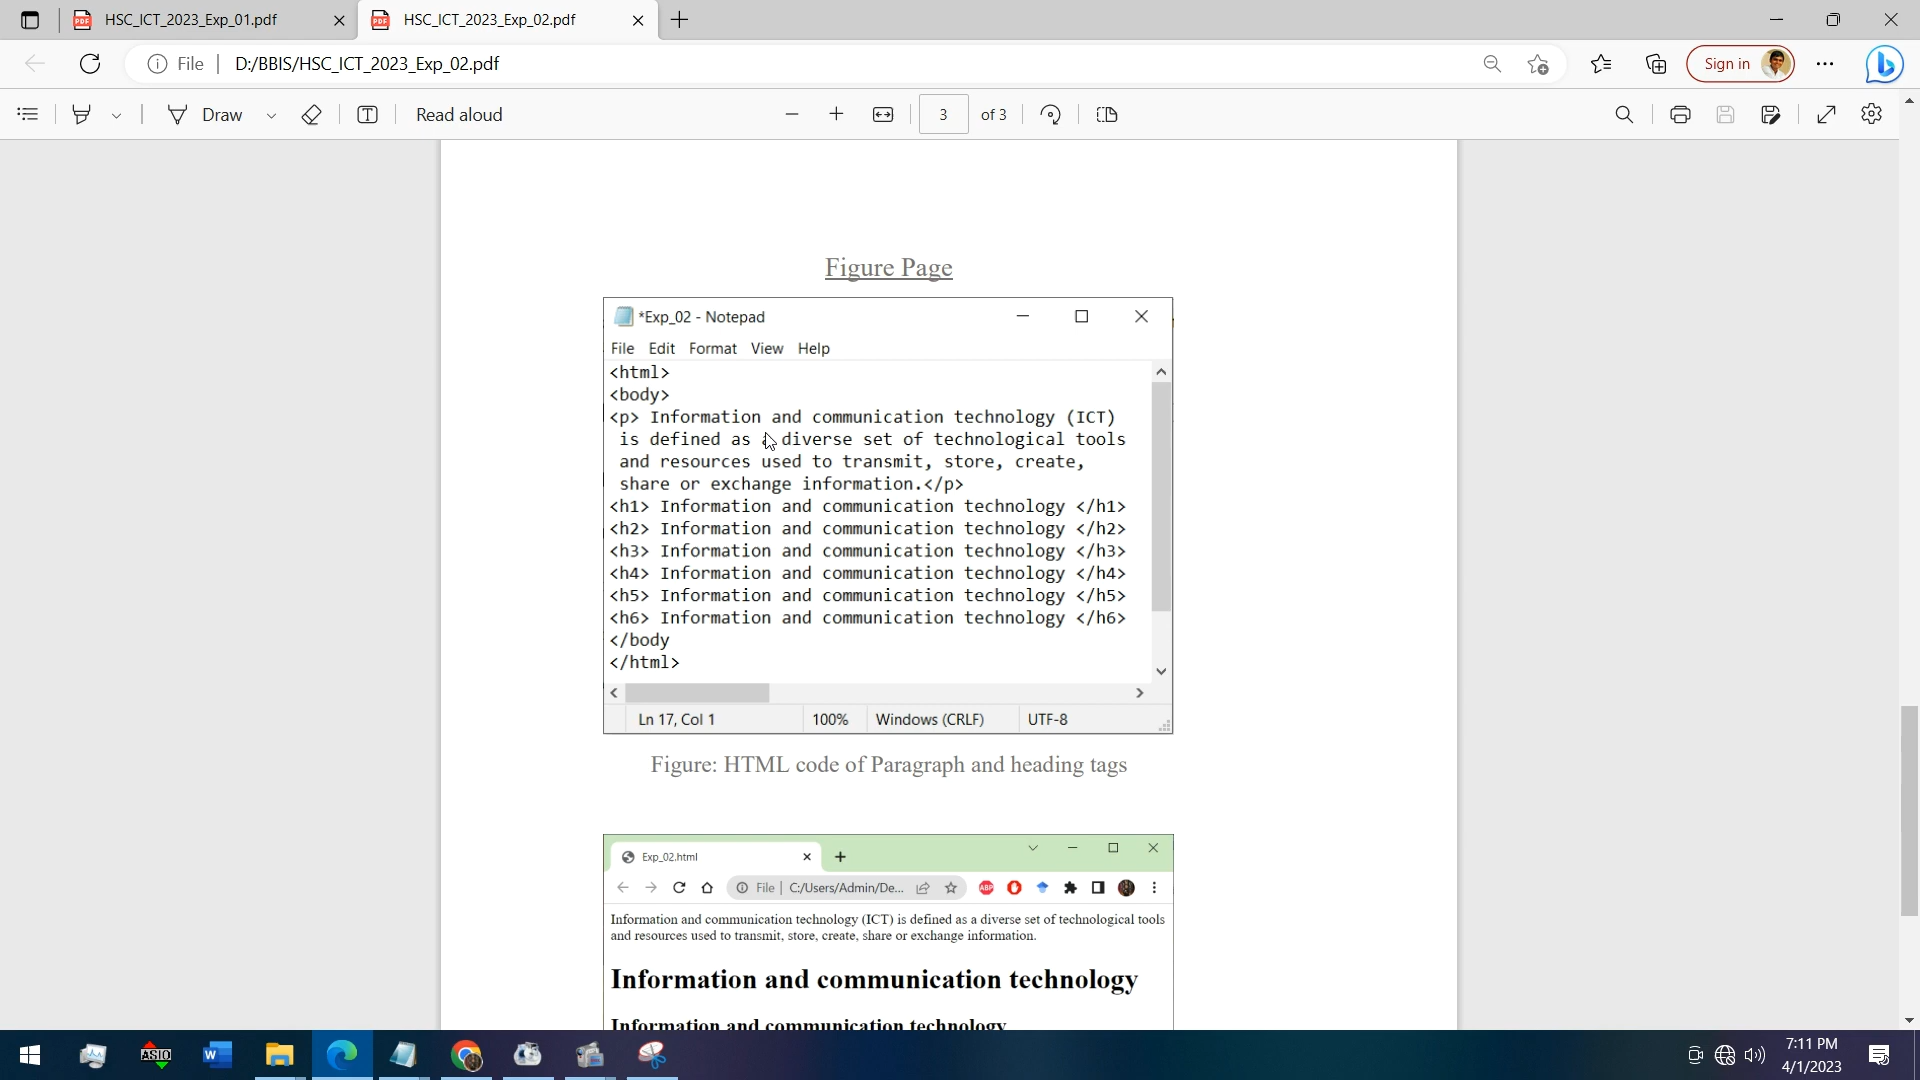 HSC_ICT_2023_Exp_01.pdf
HSC_ICT_2023_Exp_02.pdf
File D:/BBIS/HSC_ICT_2023_Exp_02.pdf
Sign in
Draw
Read aloud
3 of 3
Figure Page
*Exp_02 - Notepad
File Edit Format View Help
<html>
<body>
<p> Information and communication technology (ICT)
is defined as a diverse set of technological tools
and resources used to transmit, store, create,
share or exchange information.</p>
<h1> Information and communication technology </h1>
<h2> Information and communication technology </h2>
<h3> Information and communication technology </h3>
<h4> Information and communication technology </h4>
<h5> Information and communication technology </h5>
<h6> Information and communication technology </h6>
</body
</html>
Ln 17, Col 1 100% Windows (CRLF) UTF-8
Figure: HTML code of Paragraph and heading tags
Exp_02.html
File C:/Users/Admin/De... ABP
Information and communication technology (ICT) is defined as a diverse set of technological tools
and resources used to transmit, store, create, share or exchange information.
Information and communication technology
Information and communication technology
ASIO
7:11 PM
4/1/2023